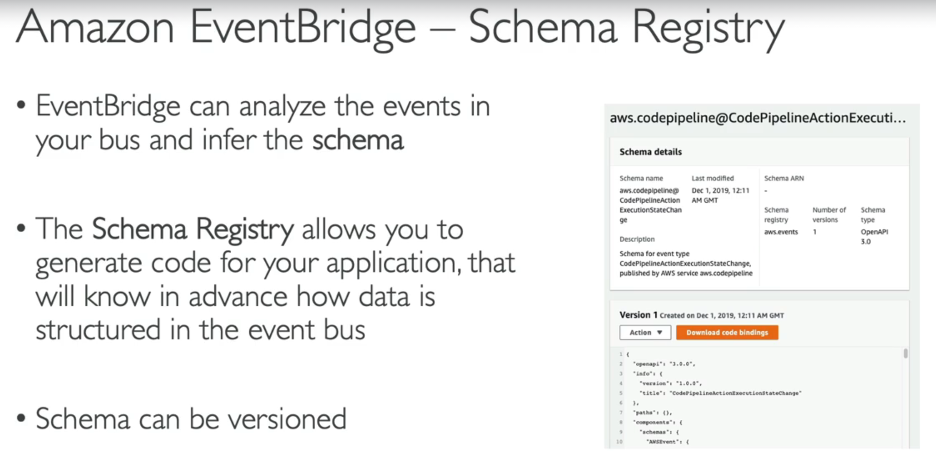 Amazon EventBridge – Schema Registry
• EventBridge can analyze the events in
your bus and infer the schema
• The Schema Registry allows you to
generate code for your application, that
will know in advance how data is
structured in the event bus
• Schema can be versioned
aws.codepipeline@CodePipelineActionExecuti...
Schema details
Schema name
aws.codepipeline@
CodePipelineAction
ExecutionStateChan
ge
Last modified
Dec 1, 2019, 12:11
AM GMT
Schema ARN
-
Schema
registry
aws.events
Number of
versions
1
Schema
type
OpenAPI
3.0
Description
Schema for event type
CodePipelineActionExecutionStateChange,
published by AWS service aws.codepipeline
Version 1 Created on Dec 1, 2019, 12:11 AM GMT
Action ▼
Download code bindings
1 {
2 "openapi": "3.0.0",
3 "info": {
4 "version": "1.0.0",
5 "title": "CodePipelineActionExecutionStateChange"
6 },
7 "paths": {},
8 "components": {
9 "schemas": {
10 "AWSEvent": {